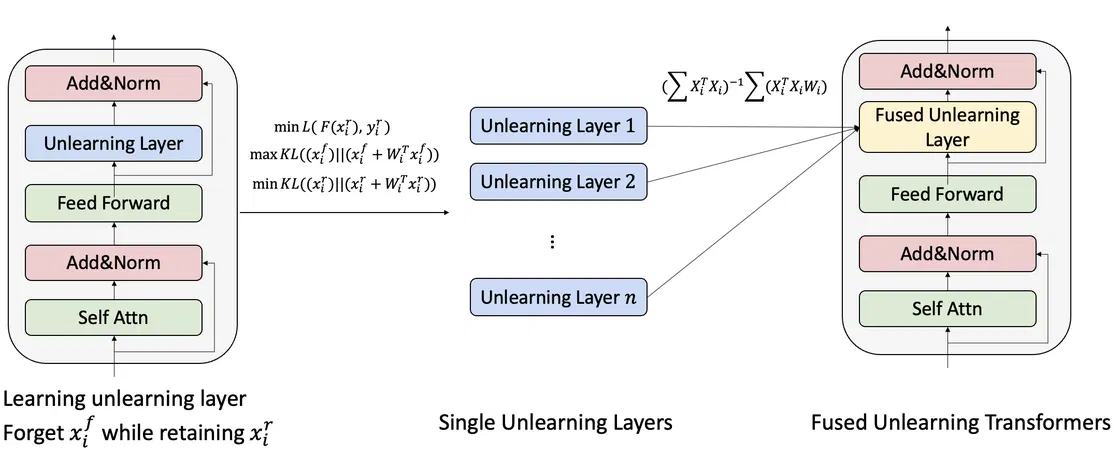 Add&Norm
Unlearning Layer
Feed Forward
Add&Norm
Self Attn
Learning unlearning layer
Forget x_i^f while retaining x_i^r
min L( F(x_i^r), y_i^r)
max KL((x_i^f)||(x_i^f + W_i^T x_i^f))
min KL((x_i^r)||(x_i^r + W_i^T x_i^r))
Unlearning Layer 1
Unlearning Layer 2
⋮
Unlearning Layer n
Single Unlearning Layers
(∑ X_i^T X_i)^{-1} ∑(X_i^T X_i W_i)
Add&Norm
Fused Unlearning
Layer
Feed Forward
Add&Norm
Self Attn
Fused Unlearning Transformers